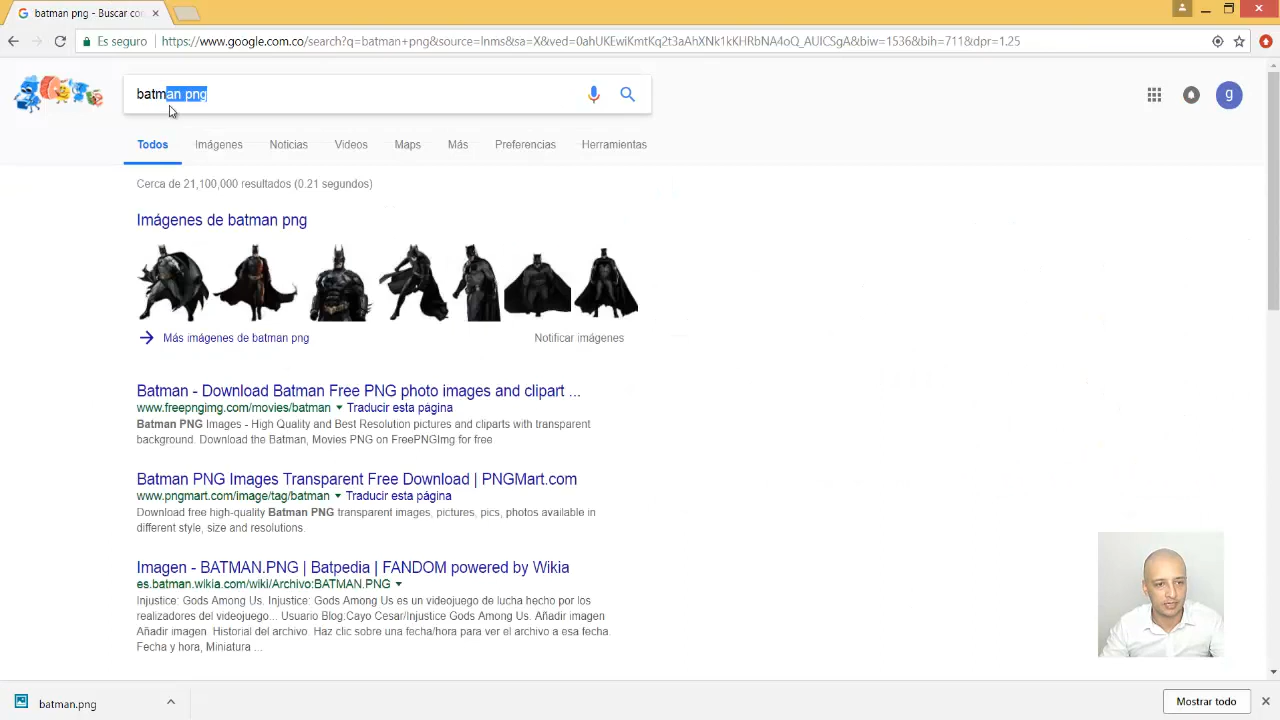 batman png - Buscar co
Es seguro
https://www.google.com.co/search?q=batman+png&source=lnms&sa=X&ved=0ahUKEwiKmtKq2t3aAhXNk1kKHRbNA4oQ_AUICSgA&biw=1536&bih=711&dpr=1.25
batman png
g
Todos Imágenes Noticias Videos Maps Más Preferencias Herramientas
Cerca de 21,100,000 resultados (0.21 segundos)
Imágenes de batman png
Más imágenes de batman png Notificar imágenes
Batman - Download Batman Free PNG photo images and clipart ...
www.freepngimg.com/movies/batman Traducir esta página
Batman PNG Images - High Quality and Best Resolution pictures and cliparts with transparent
background. Download the Batman, Movies PNG on FreePNGImg for free
Batman PNG Images Transparent Free Download | PNGMart.com
www.pngmart.com/image/tag/batman Traducir esta página
Download free high-quality Batman PNG transparent images, pictures, pics, photos available in
different style, size and resolutions.
Imagen - BATMAN.PNG | Batpedia | FANDOM powered by Wikia
es.batman.wikia.com/wiki/Archivo:BATMAN.PNG
Injustice: Gods Among Us. Injustice: Gods Among Us es un videojuego de lucha hecho por los
realizadores del videojuego... Usuario Blog:Cayo Cesar/Injustice Gods Among Us. Añadir imagen
Añadir imagen. Historial del archivo. Haz clic sobre una fecha/hora para ver el archivo a esa fecha.
Fecha y hora, Miniatura ...
batman.png
Mostrar todo